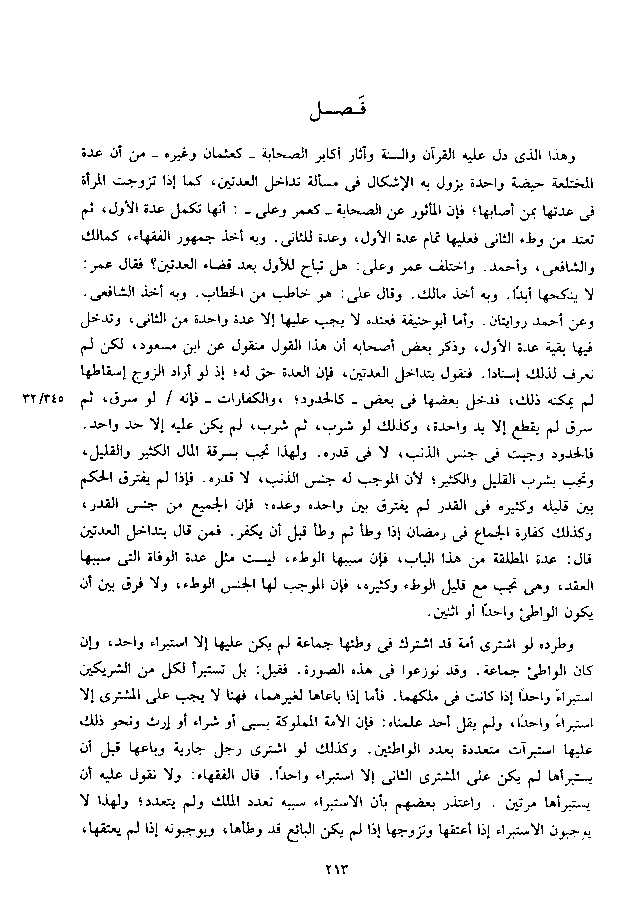 فَصـــل
وهذا الذى دل عليه القرآن والسنة وآثار أكابر الصحابة ـ كعثمان وغيره ـ من أن عدة
المختلعة حيضة واحدة يزول به الإشكال فى مسألة تداخل العدتين، كما إذا تزوجت المرأة
فى عدتها بمن أصابها؛ فإن المأثور عن الصحابة ـ كعمر وعلى ـ : أنها تكمل عدة الأول، ثم
تعتد من وطء الثانى فعليها تمام عدة الأول، وعدة للثانى. وبه أخذ جمهور الفقهاء، كمالك
والشافعى، وأحمد. واختلف عمر وعلى: هل تباح للأول بعد قضاء العدتين؟ فقال عمر:
لا ينكحها أبدًا. وبه أخذ مالك. وقال على: هو خاطب من الخطاب. وبه أخذ الشافعى.
وعن أحمد روايتان. وأما أبو حنيفة فعنده لا يجب عليها إلا عدة واحدة من الثانى، وتدخل
فيها بقية عدة الأول، وذكر بعض أصحابه أن هذا القول منقول عن ابن مسعود، لكن لم
نعرف لذلك إسنادا. فنقول بتداخل العدتين، فإن العدة حق له؛ إذ لو أراد الزوج إسقاطها
لم يمكنه ذلك، فدخل بعضها فى بعض ـ كالحدود؛ ،والكفارات ـ فإنه / لو سرق، ثم ٣٢/٣٤٥
سرق لم يقطع إلا يد واحدة، وكذلك لو شرب، ثم شرب، لم يكن عليه إلا حد واحد.
فالحدود وجبت فى جنس الذنب، لا فى قدره. ولهذا تجب بسرقة المال الكثير والقليل،
وتجب بشرب القليل والكثير؛ لأن الموجب له جنس الذنب، لا قدره. فإذا لم يفترق الحكم
بين قليله وكثيره فى القدر لم يفترق بين واحده وعدده؛ فإن الجميع من جنس القدر،
وكذلك كفارة الجماع فى رمضان إذا وطأ ثم وطأ قبل أن يكفر. فمن قال بتداخل العدتين
قال: عدة المطلقة من هذا الباب، فإن سببها الوطء، ليست مثل عدة الوفاة التى سببها
العقد، وهى تجب مع قليل الوطء وكثيره، فإن الموجب لها الجنس الوطء، ولا فرق بين أن
يكون الواطئ واحدًا أو اثنين.
وطرده لو اشترى أمة قد اشترك فى وطئها جماعة لم يكن عليها إلا استبراء واحد، وإن
كان الواطئ جماعة. وقد نوزعوا فى هذه الصورة. فقيل: بل تستبرأ لكل من الشريكين
استبراءً واحدًا إذا كانت فى ملكهما. فأما إذا باعاها لغيرهما، فهنا لا يجب على المشترى إلا
استبراءً واحدًا، ولم يقل أحد علمناه: فإن الأمة المملوكة بسبى أو شراء أو إرث ونحو ذلك
عليها استبرآت متعددة بعدد الواطئين. وكذلك لو اشترى رجل جارية وباعها قبل أن
يستبرأها لم يكن على المشترى الثانى إلا استبراء واحدًا. قال الفقهاء: ولا نقول عليه أن
يستبرأها مرتين . واعتذر بعضهم بأن الاستبراء سببه تعدد الملك ولم يتعدد؛ ولهذا لا
يوجبون الاستبراء إذا أعتقها وتزوجها إذا لم يكن البائع قد وطأها، ويوجبونه إذا لم يعتقها،
٢١٣